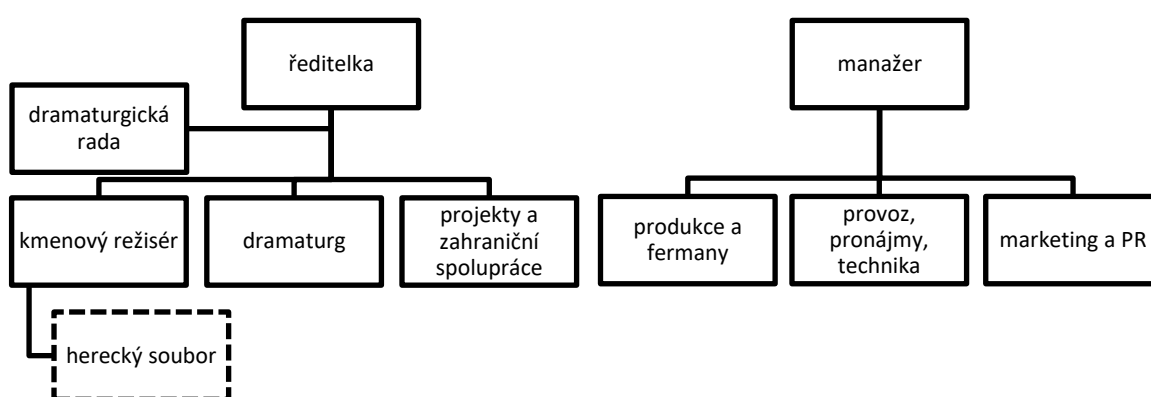 ředitelka
manažer
dramaturgická
rada
kmenový režisér
dramaturg
projekty a
zahraniční
spolupráce
produkce a
fermany
provoz,
pronájmy,
technika
marketing a PR
herecký soubor